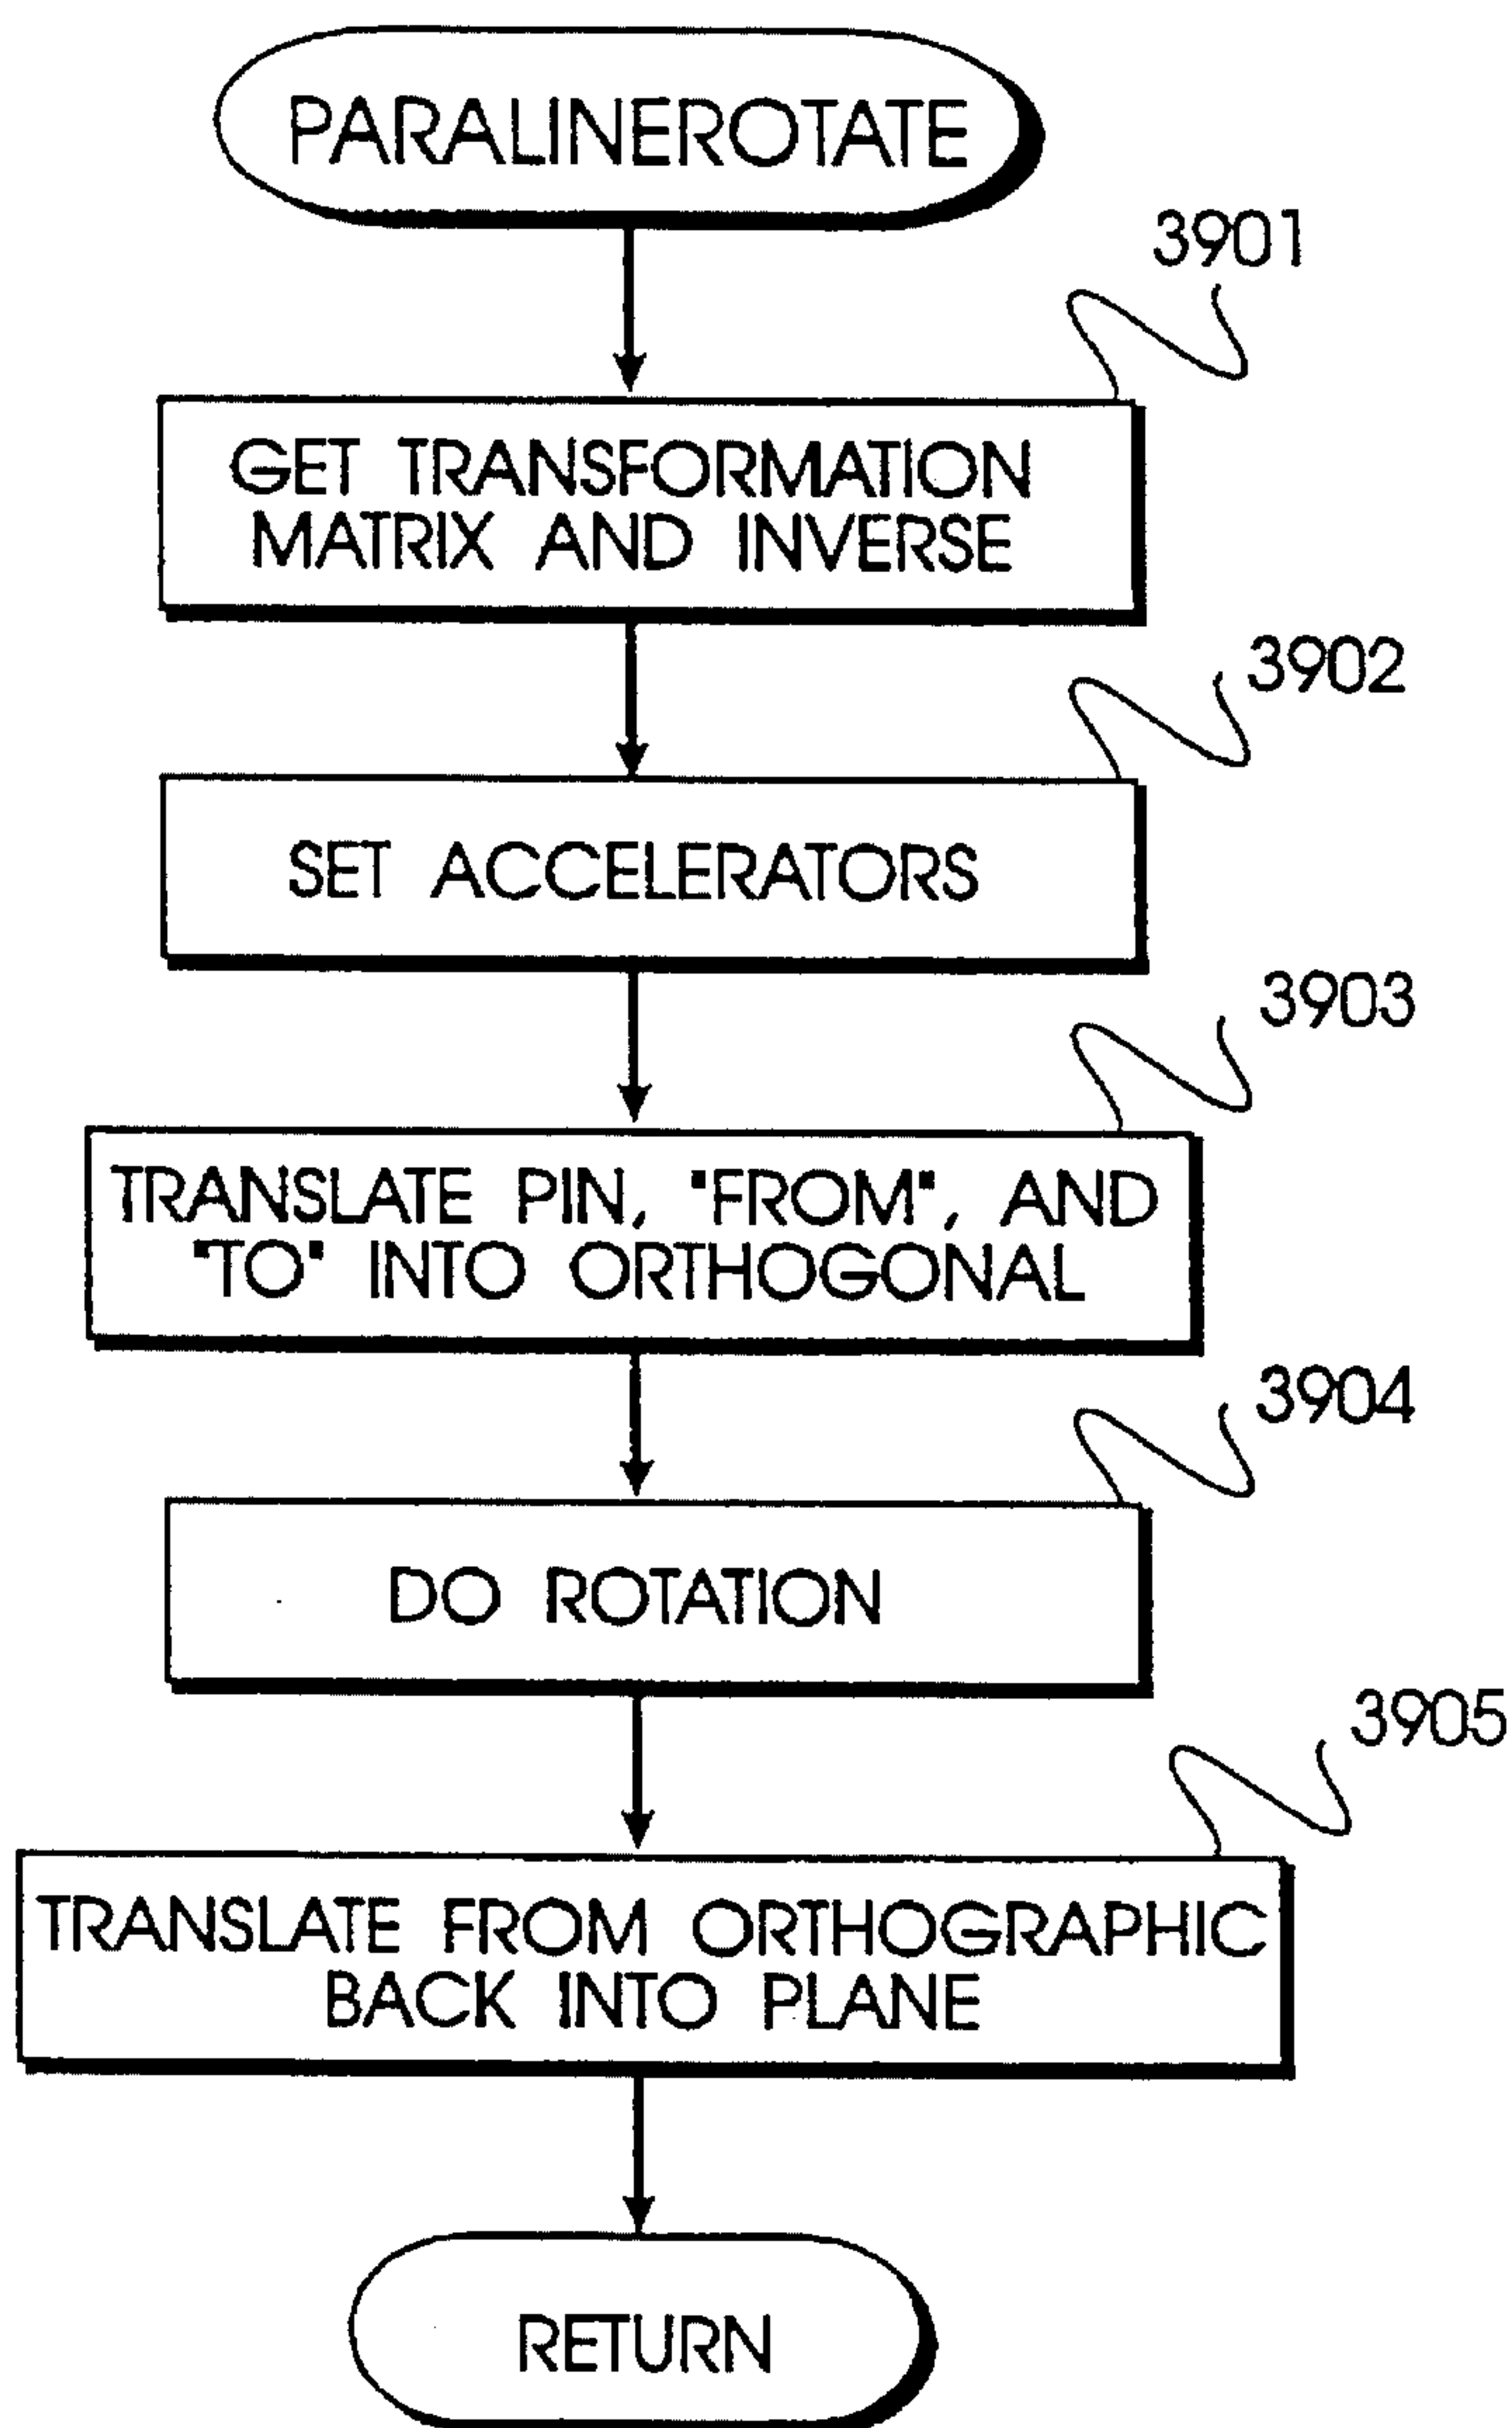 PARALINEROTATE
3901
GET TRANSFORMATION
MATRIX AND INVERSE
3902
SET ACCELERATORS
3903
TRANSLATE PIN, "FROM", AND
"TO" INTO ORTHOGONAL
3904
DO ROTATION
3905
TRANSLATE FROM ORTHOGRAPHIC
BACK INTO PLANE
RETURN